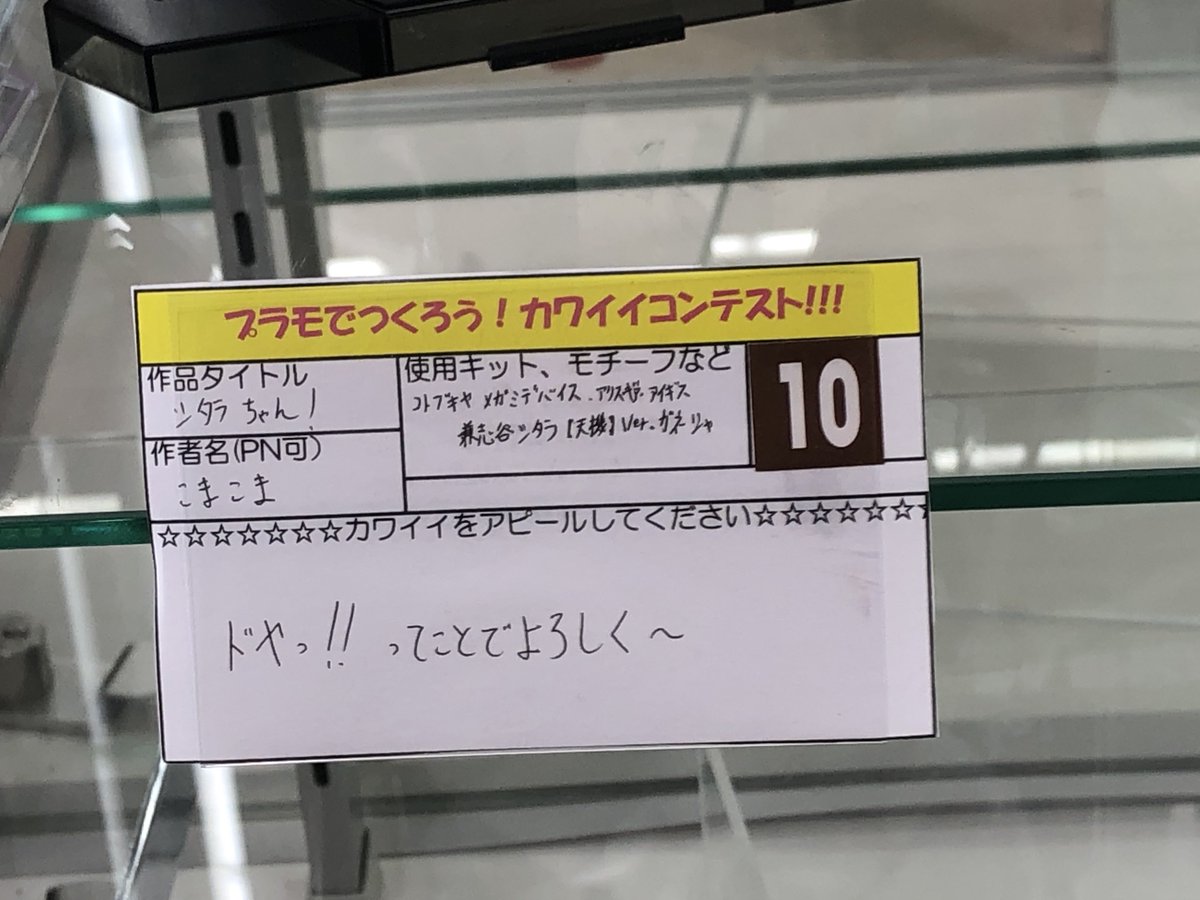 プラモでつくろう！カワイイコンテスト!!!
作品タイトル
シタラちゃん！
作者名(PN可)
こまこま
使用キット、モチーフなど
コトブキヤ メガミデバイス.アリスギア.アイギス
兼志谷シタラ【天機】Ver.ガネーシャ
10
☆☆☆☆☆☆☆カワイイをアピールしてください☆☆☆☆☆☆☆
ドヤっ!! ってことでよろしく～